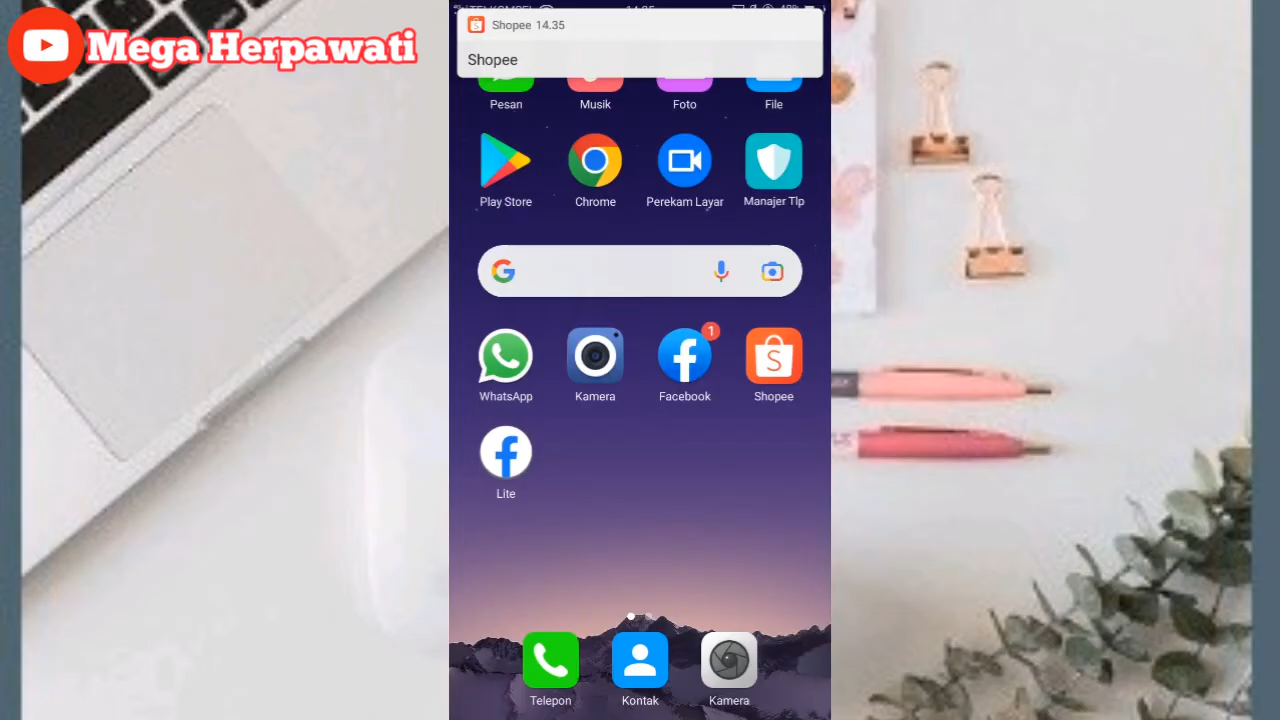 Mega Herpawati
Shopee 14.35
Shopee
Pesan Musik Foto File
Play Store Chrome Perekam Layar Manajer Tlp
1
WhatsApp Kamera Facebook Shopee
Lite
Telepon Kontak Kamera